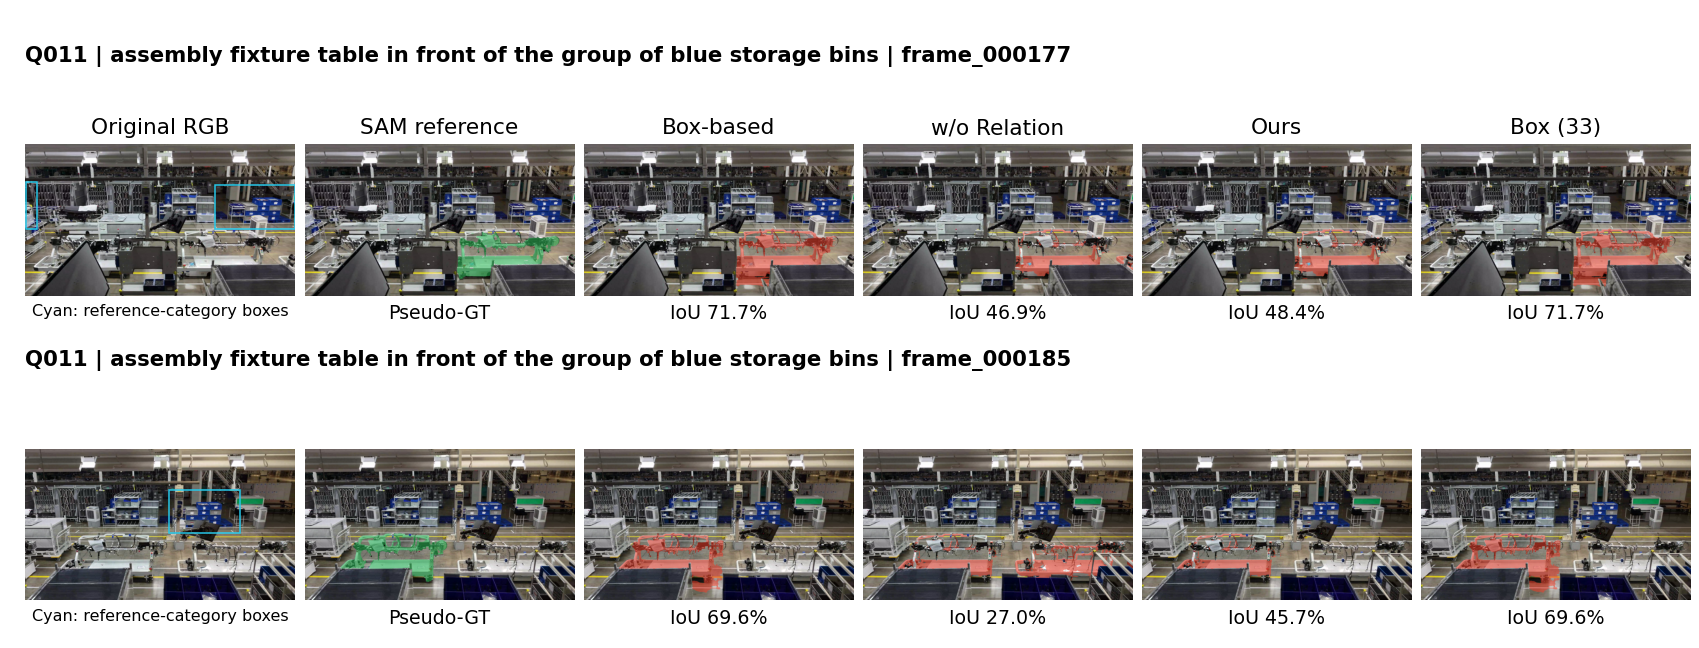 Q011 | assembly fixture table in front of the group of blue storage bins | frame_000177
Original RGB SAM reference Box-based w/o Relation Ours Box (33)
Cyan: reference-category boxes Pseudo-GT IoU 71.7% IoU 46.9% IoU 48.4% IoU 71.7%
Q011 | assembly fixture table in front of the group of blue storage bins | frame_000185
Cyan: reference-category boxes Pseudo-GT IoU 69.6% IoU 27.0% IoU 45.7% IoU 69.6%